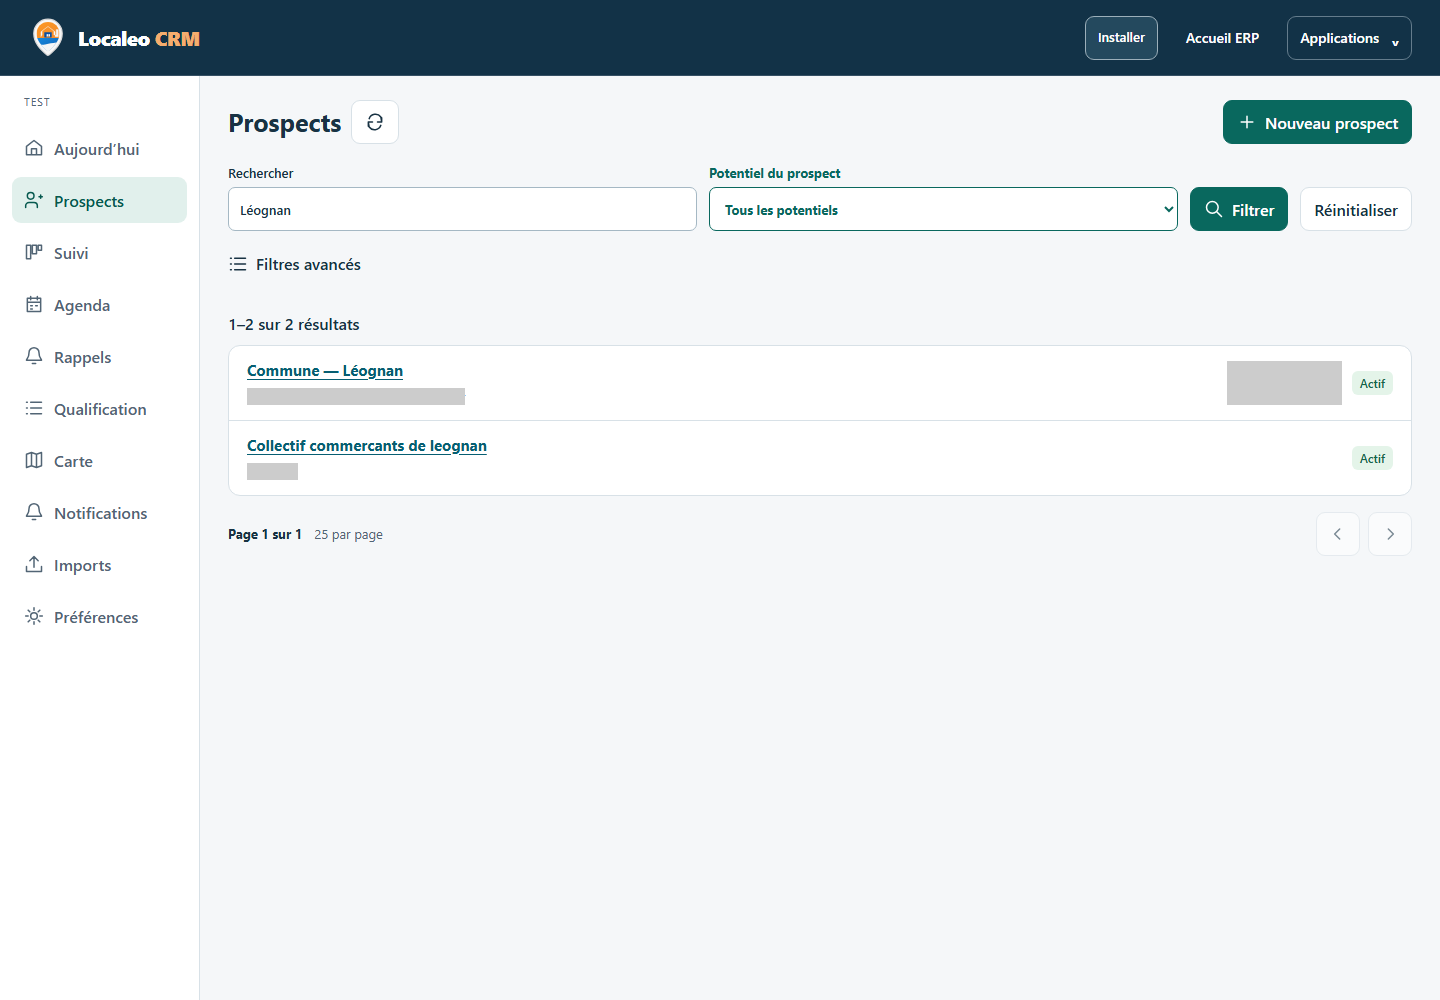 Localeo CRM
Installer
Accueil ERP
Applications
TEST
Aujourd'hui
Prospects
Suivi
Agenda
Rappels
Qualification
Carte
Notifications
Imports
Préférences
Prospects
Nouveau prospect
Rechercher
Léognan
Potentiel du prospect
Tous les potentiels
Filtrer
Réinitialiser
Filtres avancés
1–2 sur 2 résultats
Commune — Léognan
Actif
Collectif commercants de leognan
Actif
Page 1 sur 1
25 par page